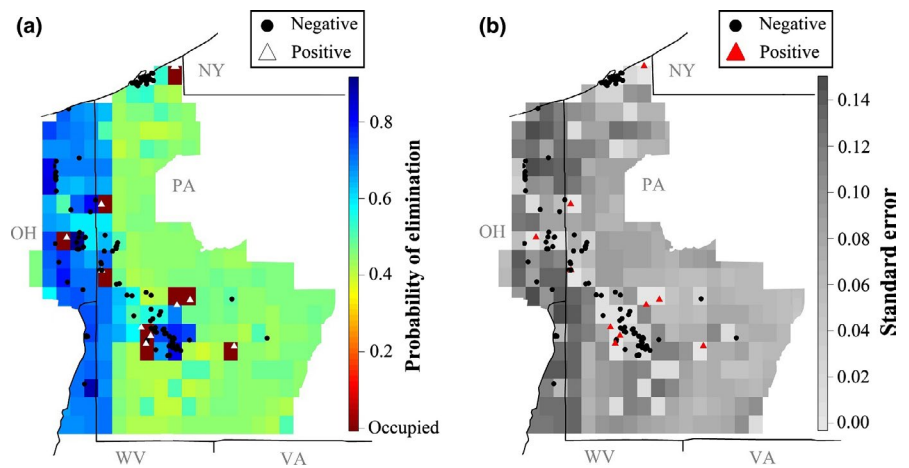 (a)
Negative
Positive
NY
PA
OH
WV
VA
0.8
0.6
0.4
0.2
Occupied
Probability of elimination
(b)
Negative
Positive
NY
PA
OH
WV
VA
0.14
0.12
0.10
0.08
0.06
0.04
0.02
0.00
Standard error